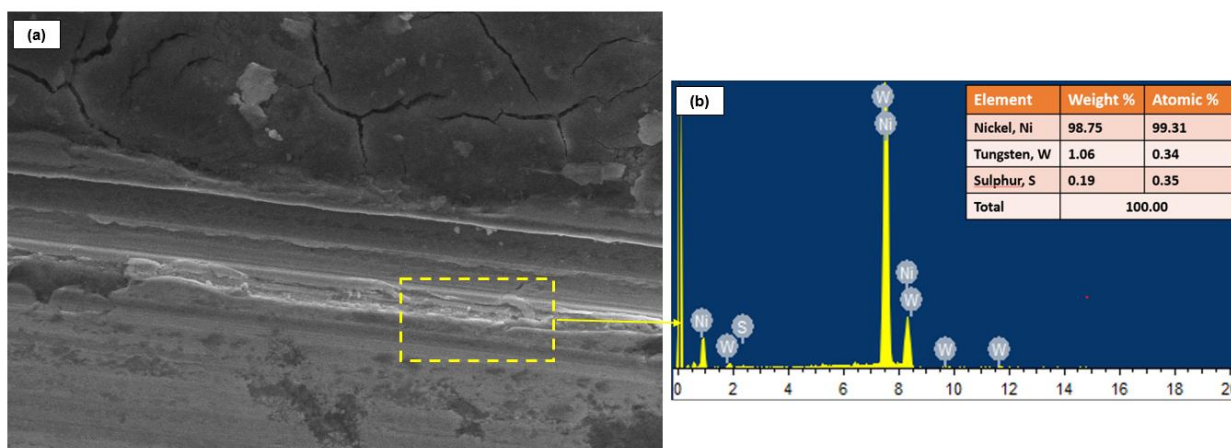 (a)
(b)
Element Weight % Atomic %
Nickel, Ni 98.75 99.31
Tungsten, W 1.06 0.34
Sulphur, S 0.19 0.35
Total 100.00
W
Ni
Ni
W
Ni
S
W
W
W
0 2 4 6 8 10 12 14 16 18 20